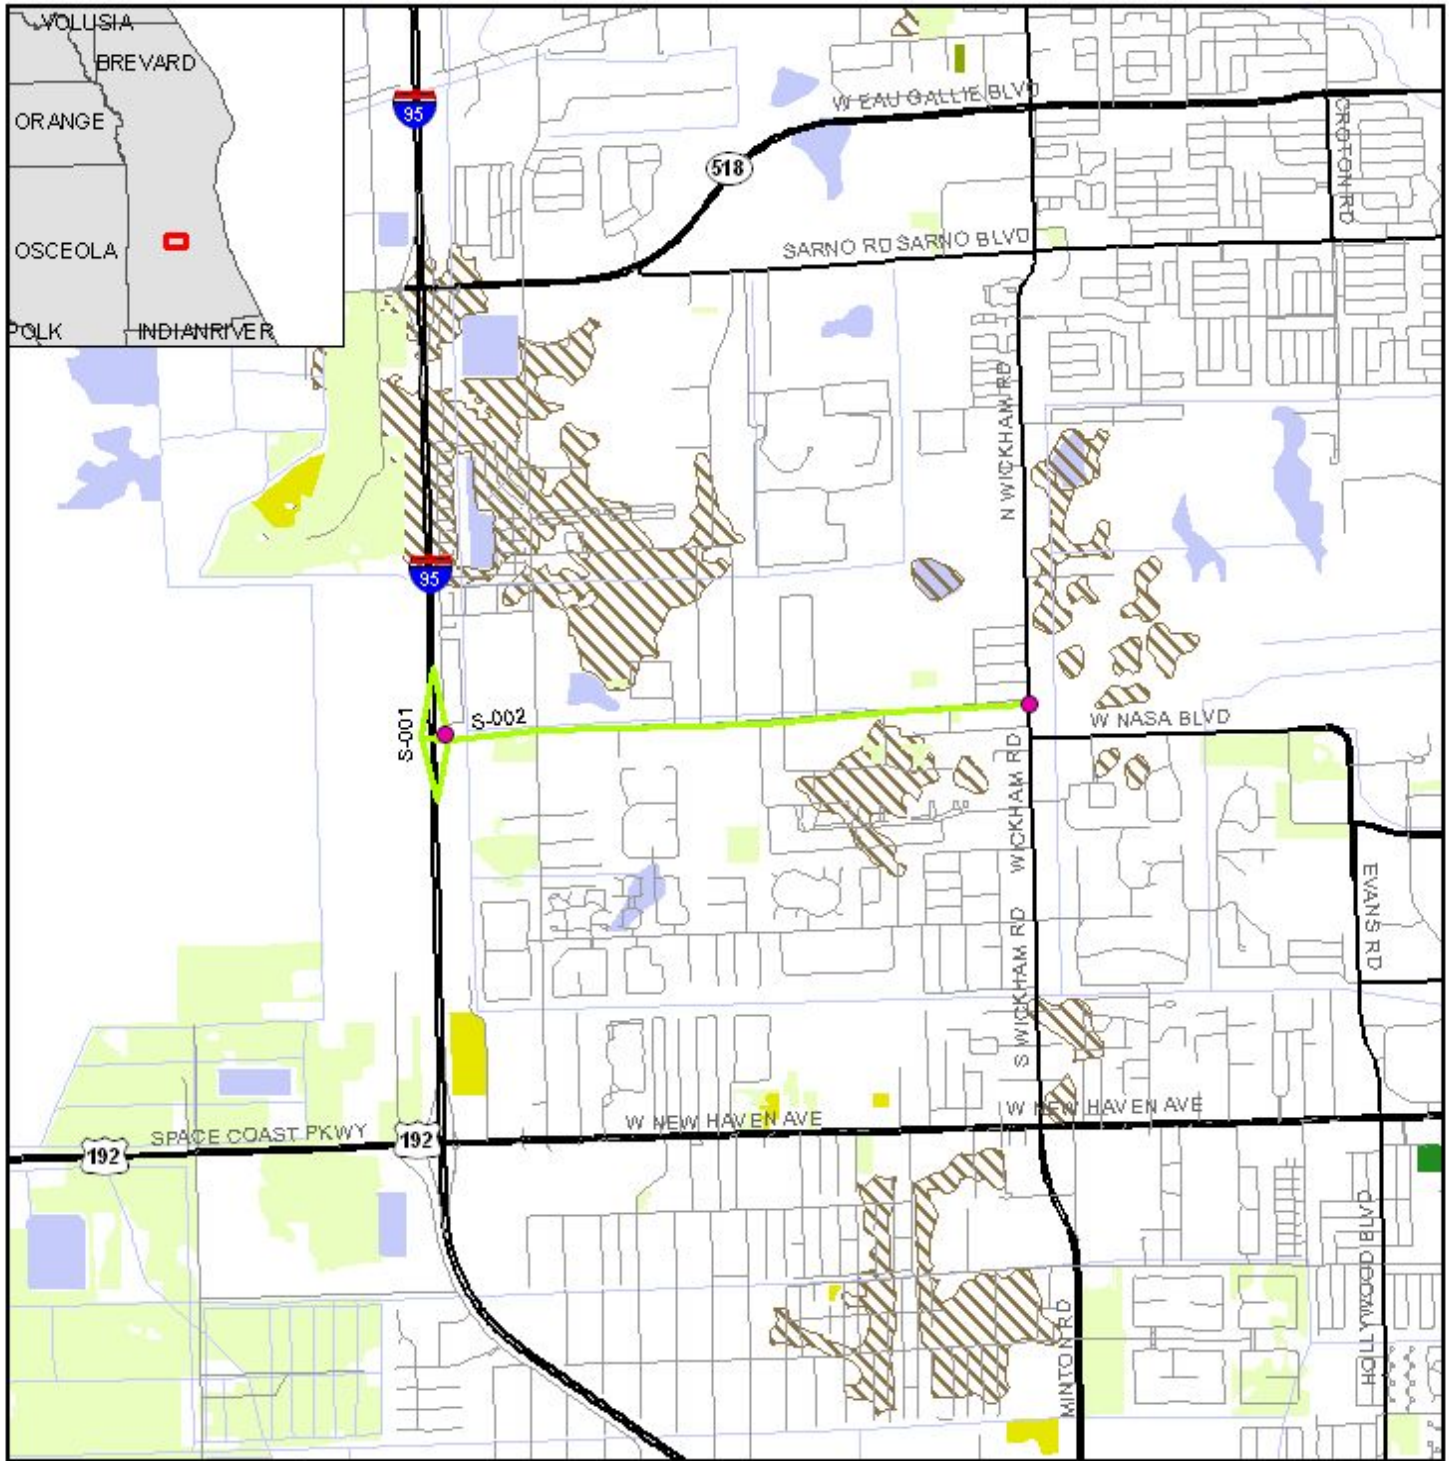 VOLUSIA
BREVARD
ORANGE
OSCEOLA
POLK
INDIANRIVER
95
W EAU GALLIE BLVD
518
CROTON RD
SARNO RD SARNO BLVD
N WICKHAM RD
95
S-001
S-002
W NASA BLVD
WICKHAM RD
EVANS RD
S WICKHAM RD
W NEW HAVEN AVE
W NEW HAVEN AVE
SPACE COAST PKWY
192
192
HOLLYWOOD BLVD
MINTON RD